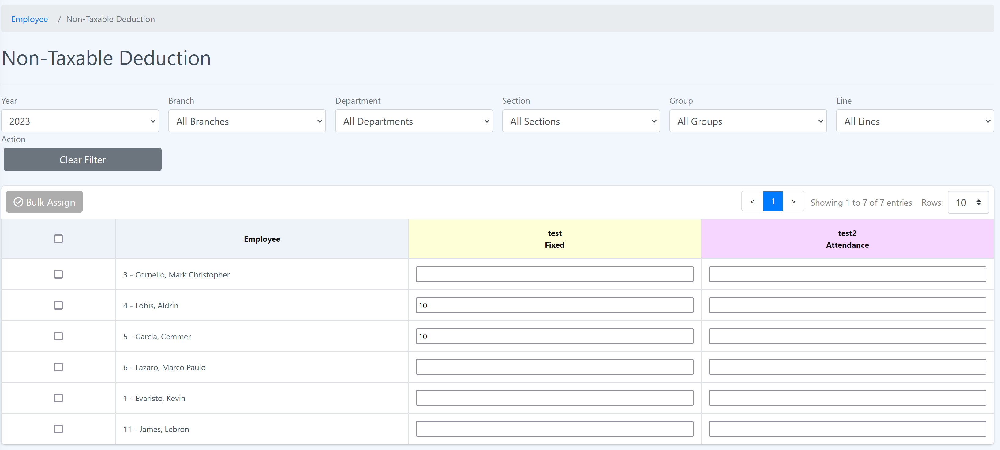 Employee / Non-Taxable Deduction
Non-Taxable Deduction
Year Branch Department Section Group Line
2023 All Branches All Departments All Sections All Groups All Lines
Action
Clear Filter
Bulk Assign < 1 > Showing 1 to 7 of 7 entries Rows: 10
Employee
test
Fixed
test2
Attendance
3 - Cornelio, Mark Christopher
4 - Lobis, Aldrin 10
5 - Garcia, Cemmer 10
6 - Lazaro, Marco Paulo
1 - Evaristo, Kevin
11 - James, Lebron